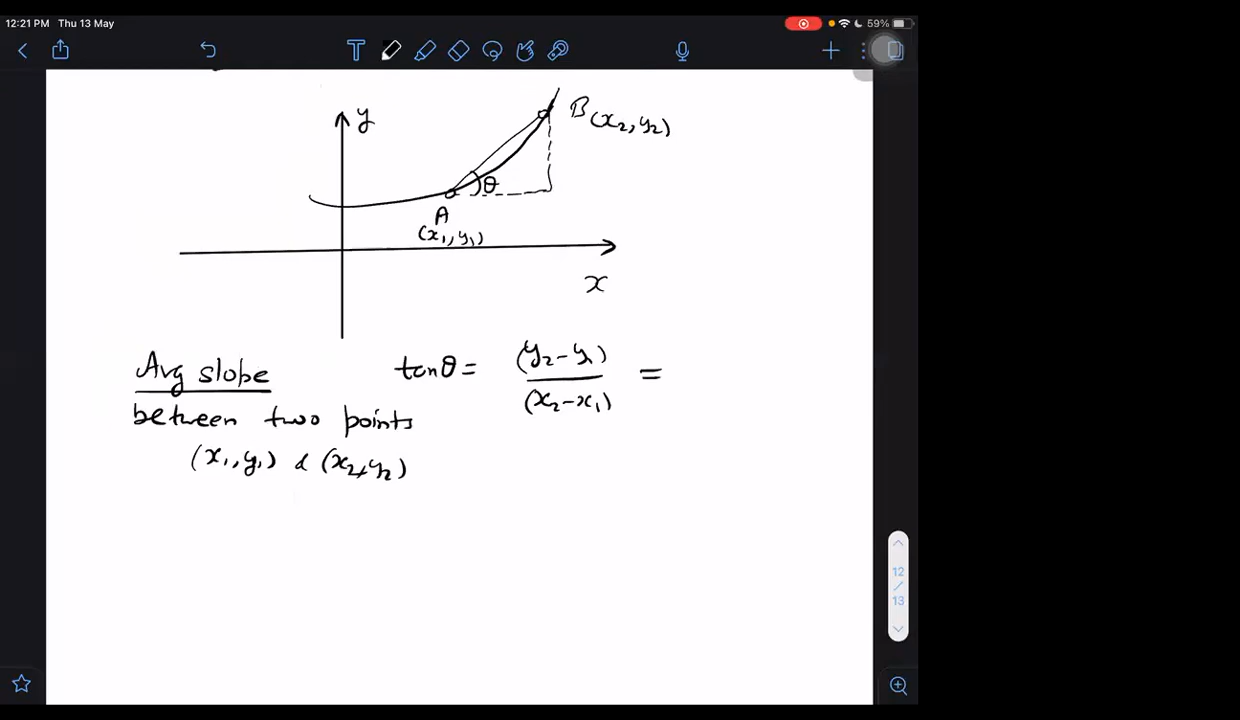 12:21 PM Thu 13 May
59%
T
y
B (x₂, y₂)
θ
A
(x₁, y₁)
x
Avg slope
between two points
(x₁, y₁) & (x₂, y₂)
tanθ = (y₂ - y₁) / (x₂ - x₁) =
12
/
13